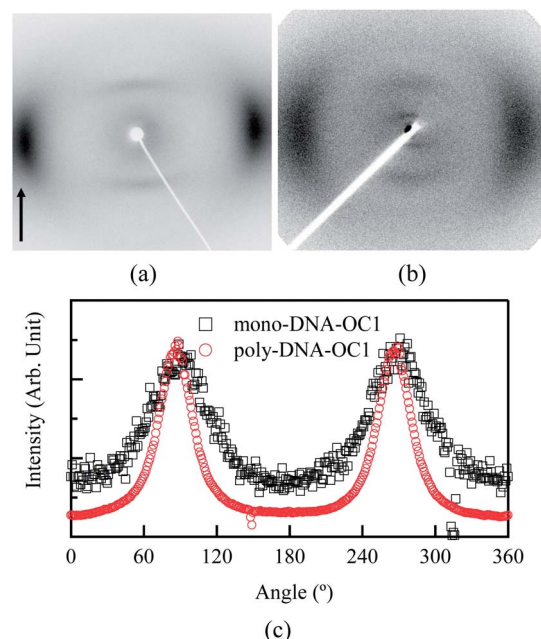 (a)
(b)
□ mono-DNA-OC1
○ poly-DNA-OC1
Intensity (Arb. Unit)
0 60 120 180 240 300 360
Angle (º)
(c)